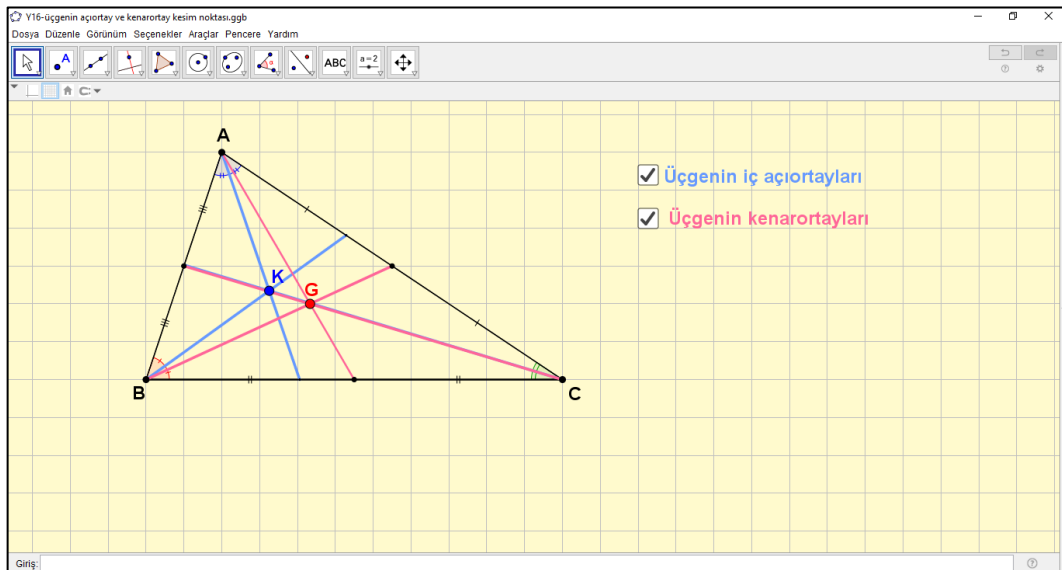 Y16-üçgenin açıortay ve kenarortay kesim noktası.ggb
Dosya Düzenle Görünüm Seçenekler Araçlar Pencere Yardım
A
ABC
a=2
A
Üçgenin iç açıortayları
Üçgenin kenarortayları
K
G
B
C
Giriş: